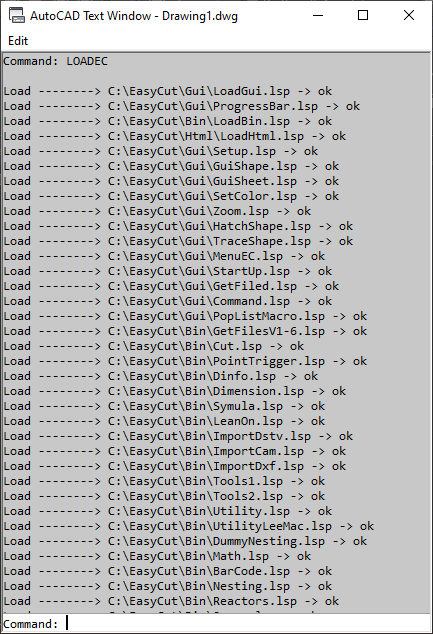 AutoCAD Text Window - Drawing1.dwg
Edit
Command: LOADEC
Load --------> C:\EasyCut\Gui\LoadGui.lsp -> ok
Load --------> C:\EasyCut\Gui\ProgressBar.lsp -> ok
Load --------> C:\EasyCut\Bin\LoadBin.lsp -> ok
Load --------> C:\EasyCut\Html\LoadHtml.lsp -> ok
Load --------> C:\EasyCut\Gui\Setup.lsp -> ok
Load --------> C:\EasyCut\Gui\GuiShape.lsp -> ok
Load --------> C:\EasyCut\Gui\GuiSheet.lsp -> ok
Load --------> C:\EasyCut\Gui\SetColor.lsp -> ok
Load --------> C:\EasyCut\Gui\Zoom.lsp -> ok
Load --------> C:\EasyCut\Gui\HatchShape.lsp -> ok
Load --------> C:\EasyCut\Gui\TraceShape.lsp -> ok
Load --------> C:\EasyCut\Gui\MenuEC.lsp -> ok
Load --------> C:\EasyCut\Gui\StartUp.lsp -> ok
Load --------> C:\EasyCut\Gui\GetFiled.lsp -> ok
Load --------> C:\EasyCut\Gui\Command.lsp -> ok
Load --------> C:\EasyCut\Gui\PopListMacro.lsp -> ok
Load --------> C:\EasyCut\Bin\GetFilesV1-6.lsp -> ok
Load --------> C:\EasyCut\Bin\Cut.lsp -> ok
Load --------> C:\EasyCut\Bin\PointTrigger.lsp -> ok
Load --------> C:\EasyCut\Bin\Dinfo.lsp -> ok
Load --------> C:\EasyCut\Bin\Dimension.lsp -> ok
Load --------> C:\EasyCut\Bin\Symula.lsp -> ok
Load --------> C:\EasyCut\Bin\LeanOn.lsp -> ok
Load --------> C:\EasyCut\Bin\ImportDstv.lsp -> ok
Load --------> C:\EasyCut\Bin\ImportCam.lsp -> ok
Load --------> C:\EasyCut\Bin\ImportDxf.lsp -> ok
Load --------> C:\EasyCut\Bin\Tools1.lsp -> ok
Load --------> C:\EasyCut\Bin\Tools2.lsp -> ok
Load --------> C:\EasyCut\Bin\Utility.lsp -> ok
Load --------> C:\EasyCut\Bin\UtilityLeeMac.lsp -> ok
Load --------> C:\EasyCut\Bin\DummyNesting.lsp -> ok
Load --------> C:\EasyCut\Bin\Math.lsp -> ok
Load --------> C:\EasyCut\Bin\BarCode.lsp -> ok
Load --------> C:\EasyCut\Bin\Nesting.lsp -> ok
Load --------> C:\EasyCut\Bin\Reactors.lsp -> ok
Command: